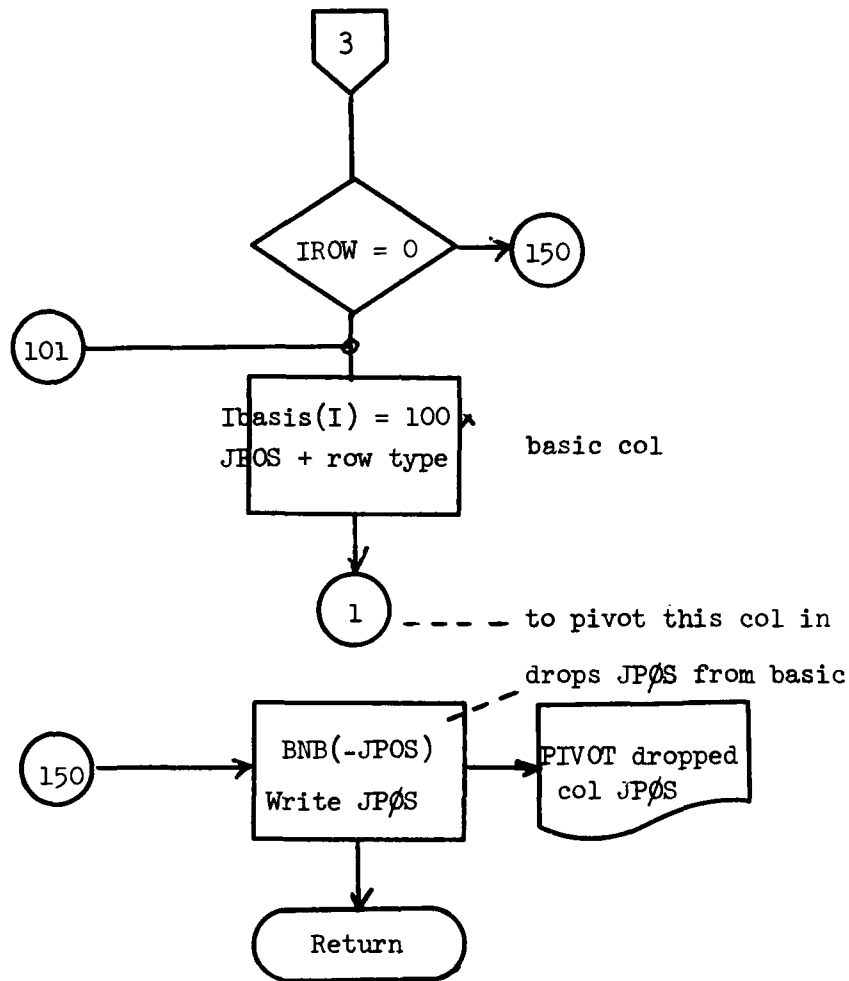 3
IROW = 0
150
101
Ibasis(I) = 100 x
JPOS + row type
basic col
1
to pivot this col in
drops JPØS from basic
150
BNB(-JPOS)
Write JPØS
PIVOT dropped
col JPØS
Return